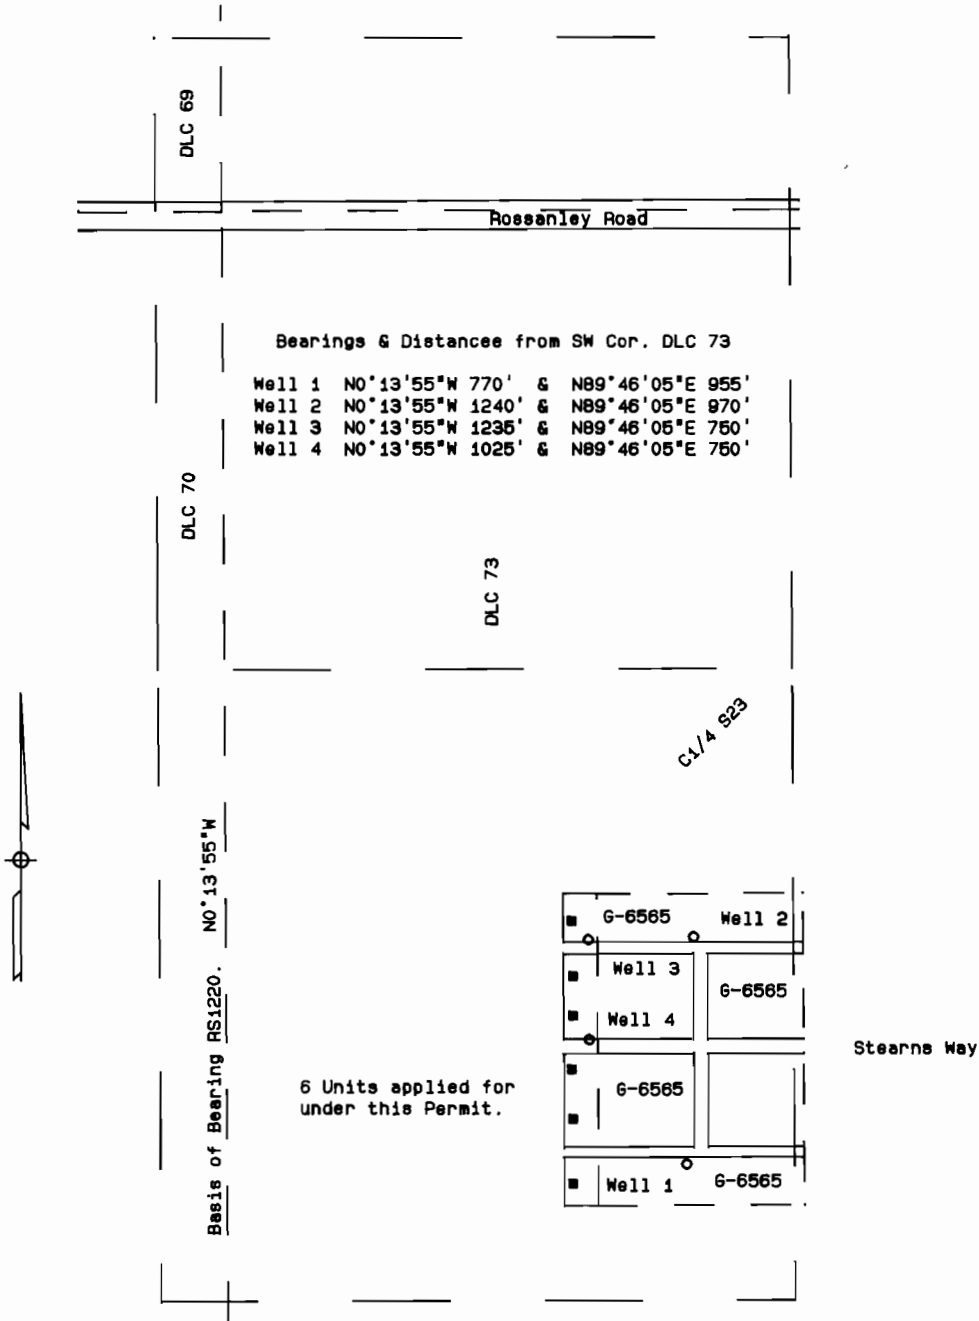 DLC 69
Rossanley Road
Bearings & Distancee from SW Cor. DLC 73
Well 1 N0°13'55"W 770' & N89°46'05"E 955'
Well 2 N0°13'55"W 1240' & N89°46'05"E 970'
Well 3 N0°13'55"W 1235' & N89°46'05"E 750'
Well 4 N0°13'55"W 1025' & N89°46'05"E 750'
DLC 70
DLC 73
C1/4 S23
Basis of Bearing RS1220. N0°13'55"W
G-6565 Well 2
Well 3
G-6565
Well 4
Stearns Way
6 Units applied for
under this Permit.
G-6565
Well 1 G-6565